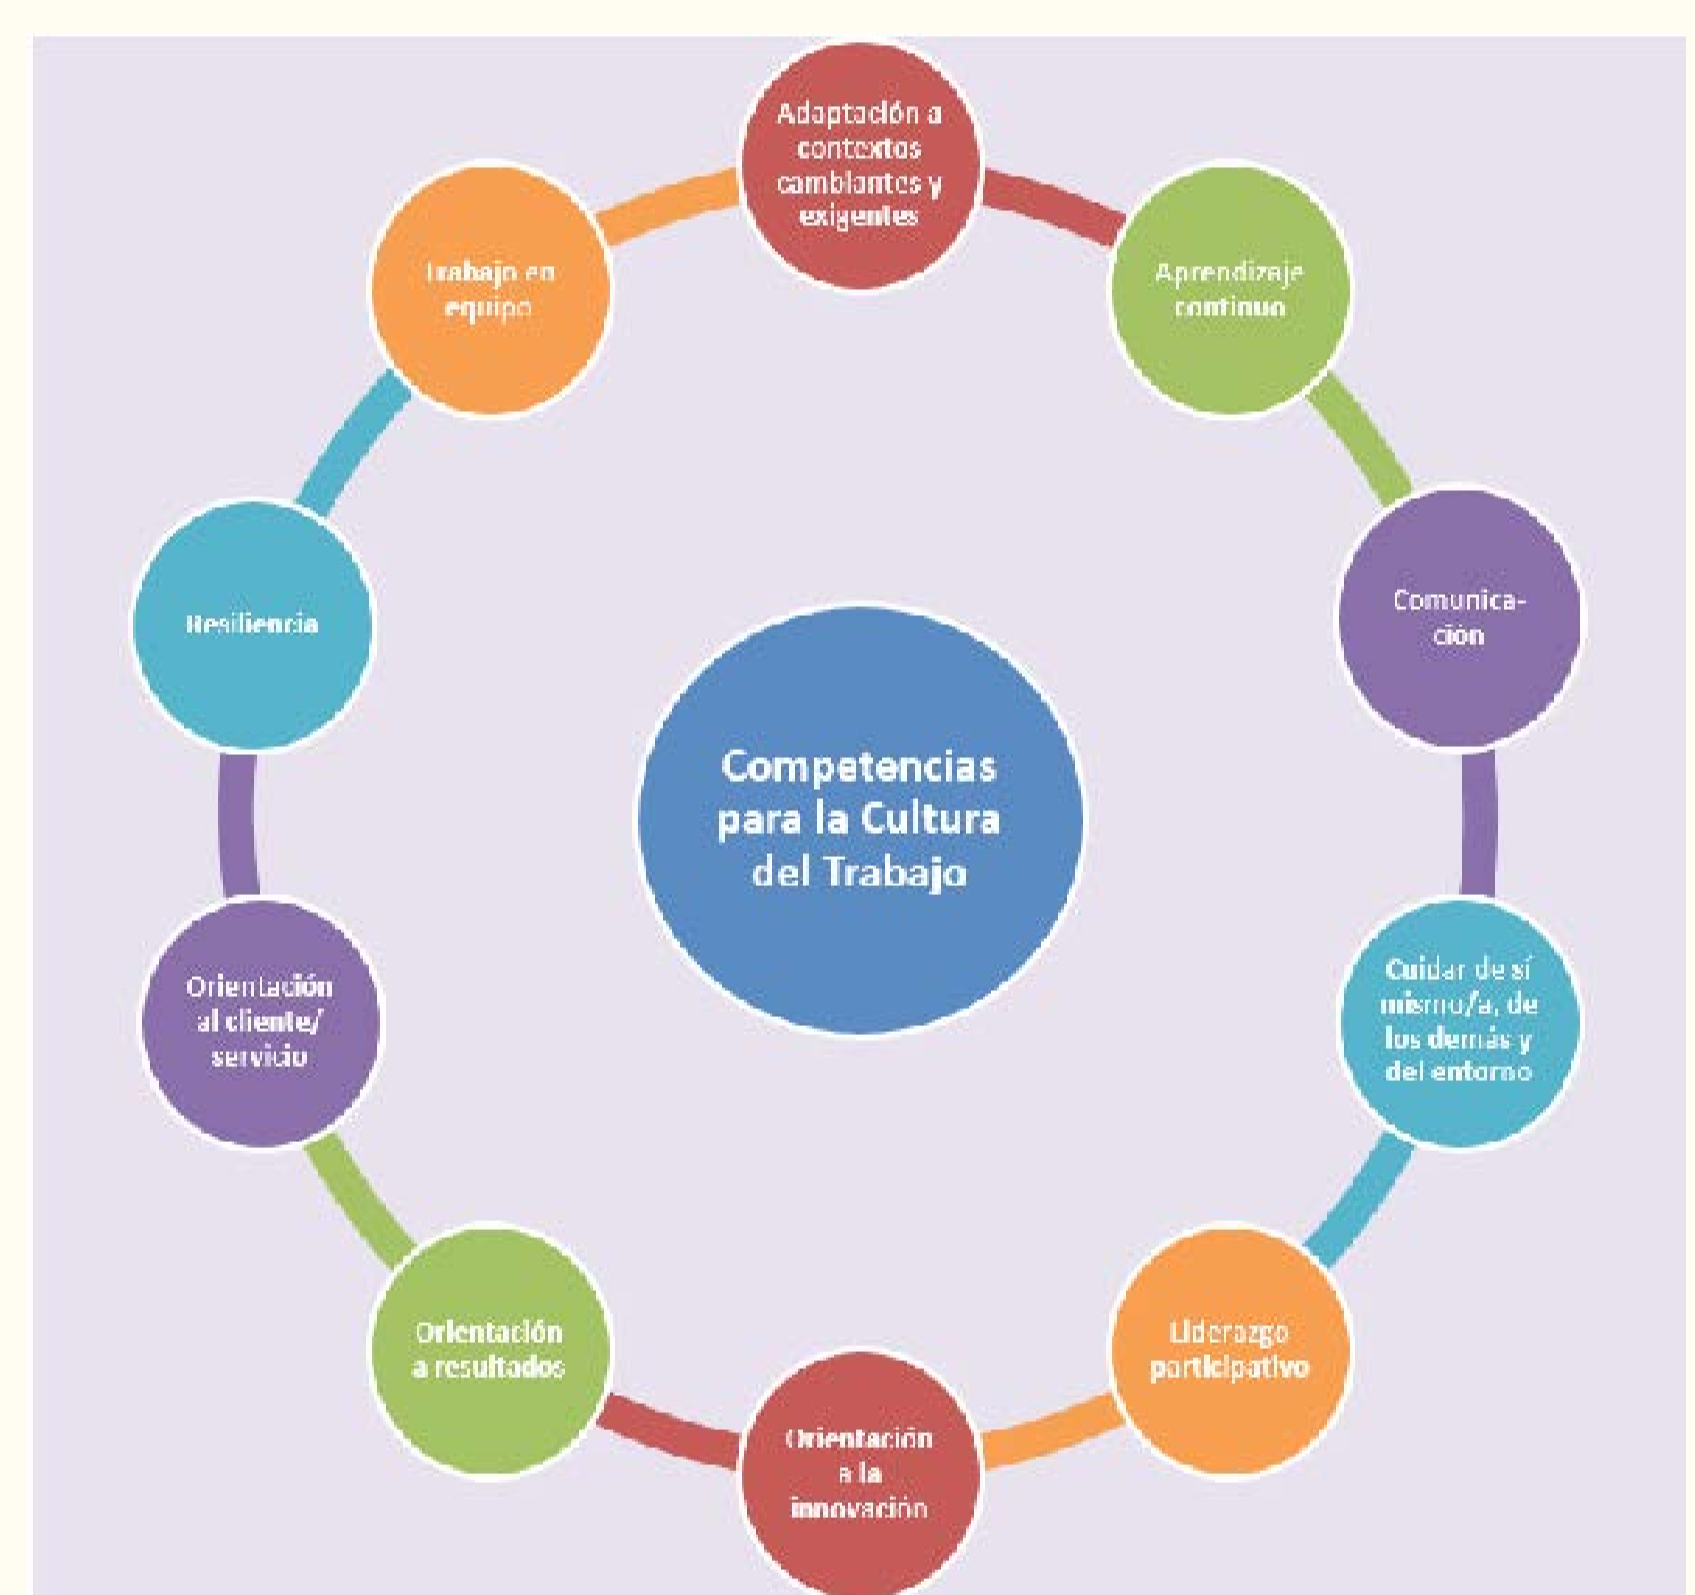 Adaptación a
contextos
cambiantes y
exigentes
Aprendizaje
continuo
Comunica-
ción
Cuidar de sí
mismo/a, de
los demás y
del entorno
Liderazgo
participativo
Orientación
a la
innovación
Orientación
a resultados
Orientación
al cliente/
servicio
Resiliencia
Trabajo en
equipo
Competencias
para la Cultura
del Trabajo